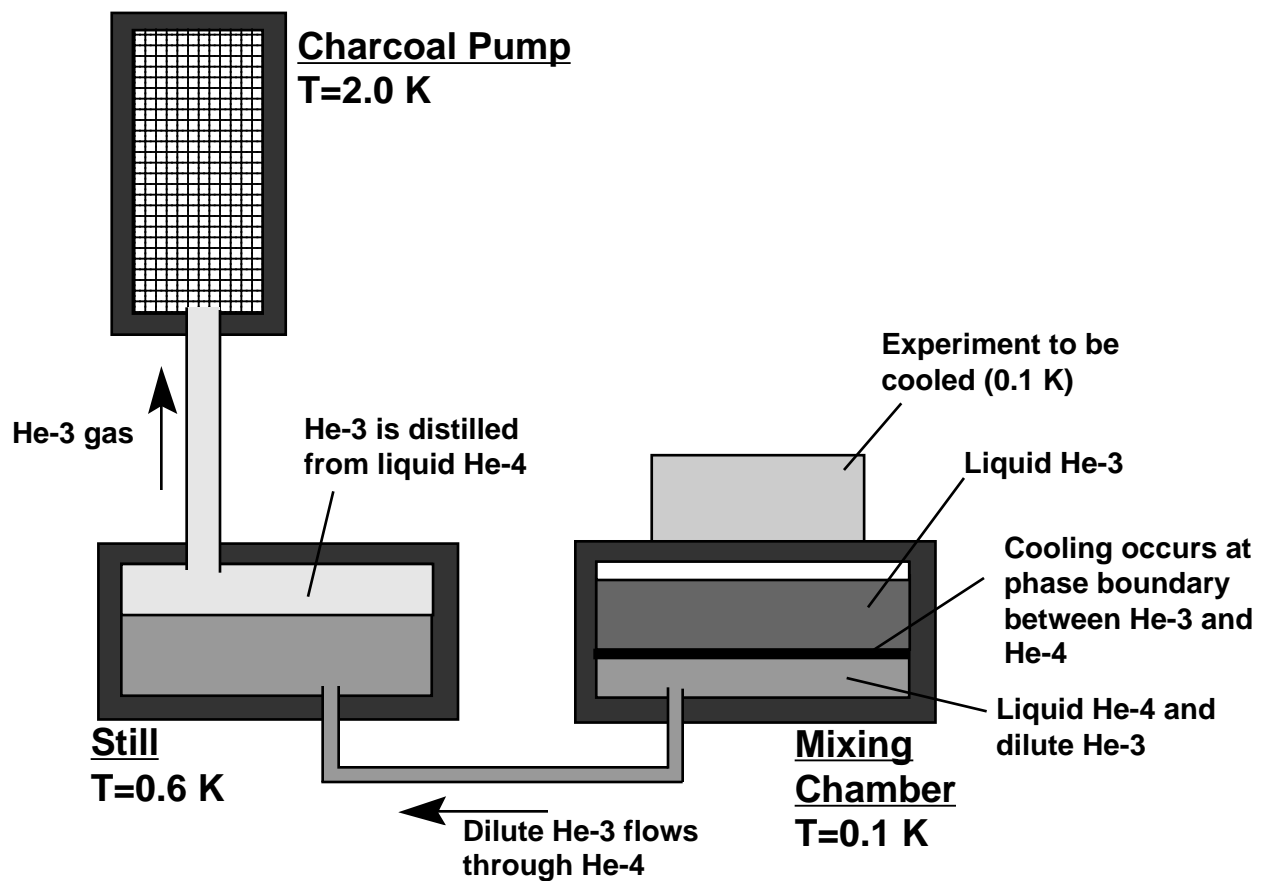 Charcoal Pump
T=2.0 K
Experiment to be
cooled (0.1 K)
He-3 gas
He-3 is distilled
from liquid He-4
Liquid He-3
Cooling occurs at
phase boundary
between He-3 and
He-4
Liquid He-4 and
dilute He-3
Still
T=0.6 K
Mixing
Chamber
T=0.1 K
Dilute He-3 flows
through He-4